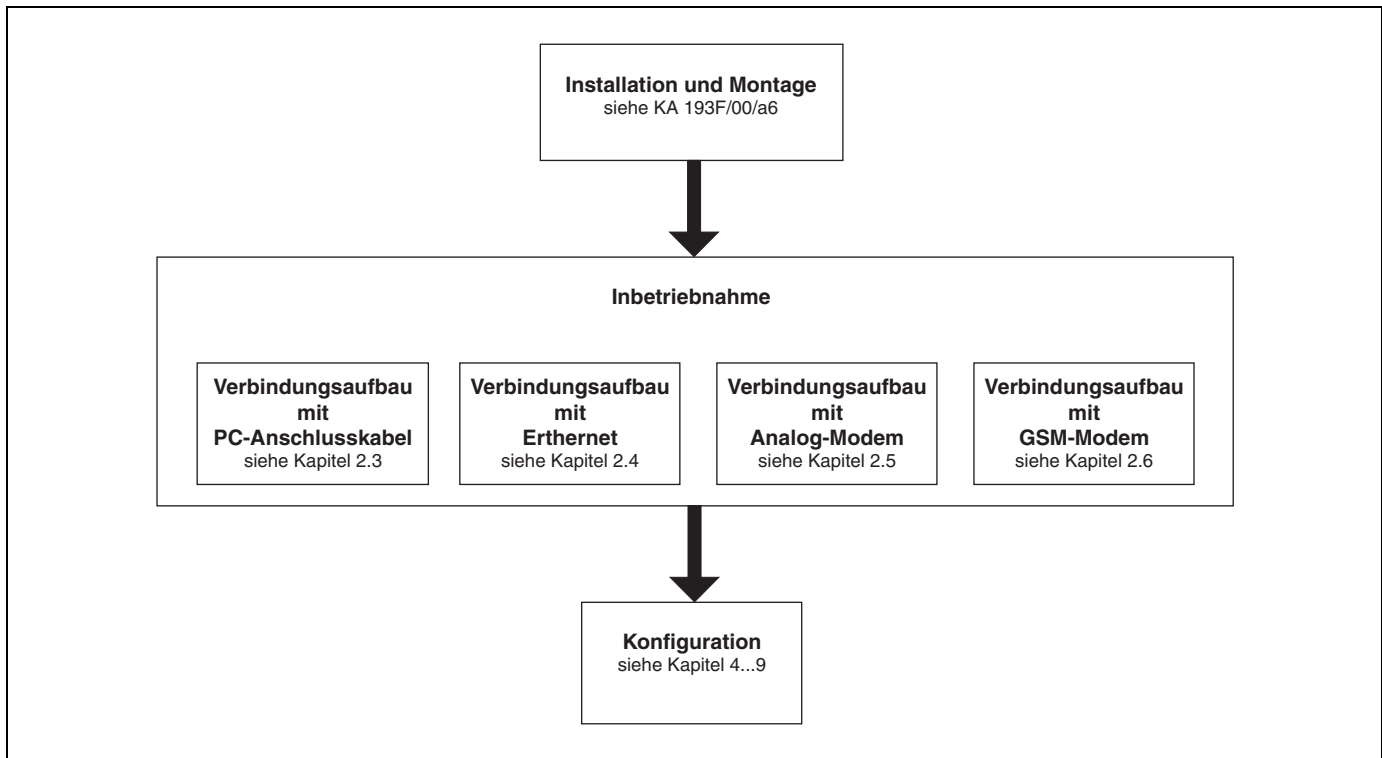 Installation und Montage
siehe KA 193F/00/a6
Inbetriebnahme
Verbindungsaufbau
mit
PC-Anschlusskabel
siehe Kapitel 2.3
Verbindungsaufbau
mit
Erthernet
siehe Kapitel 2.4
Verbindungsaufbau
mit
Analog-Modem
siehe Kapitel 2.5
Verbindungsaufbau
mit
GSM-Modem
siehe Kapitel 2.6
Konfiguration
siehe Kapitel 4...9